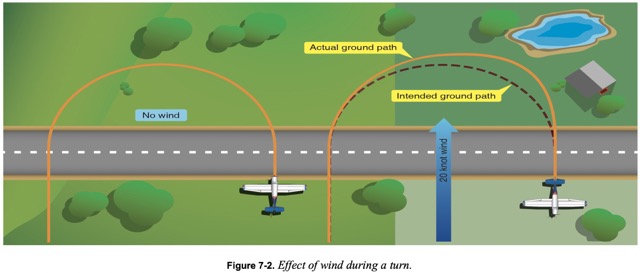 Actual ground path
Intended ground path
No wind
20 knot wind
Figure 7-2. Effect of wind during a turn.